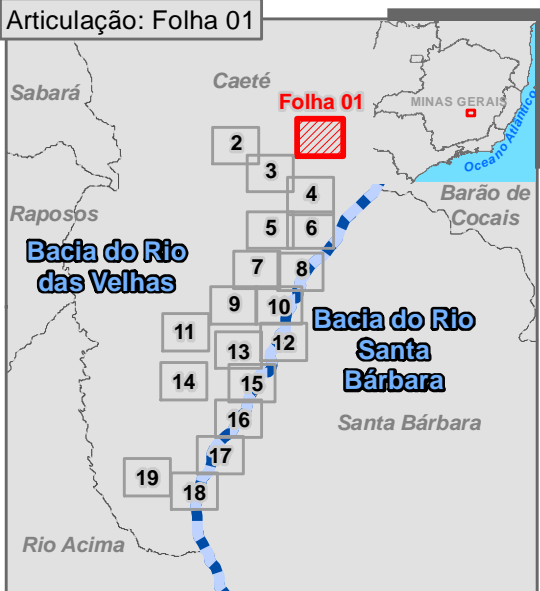 Articulação: Folha 01
Sabará
Caeté
Folha 01
MINAS GERAIS
Oceano Atlântico
2
3
4
Barão de
Cocais
Raposos
5
6
Bacia do Rio
das Velhas
7
8
9
10
Bacia do Rio
Santa
Bárbara
11
12
13
14
15
16
Santa Bárbara
17
18
19
Rio Acima